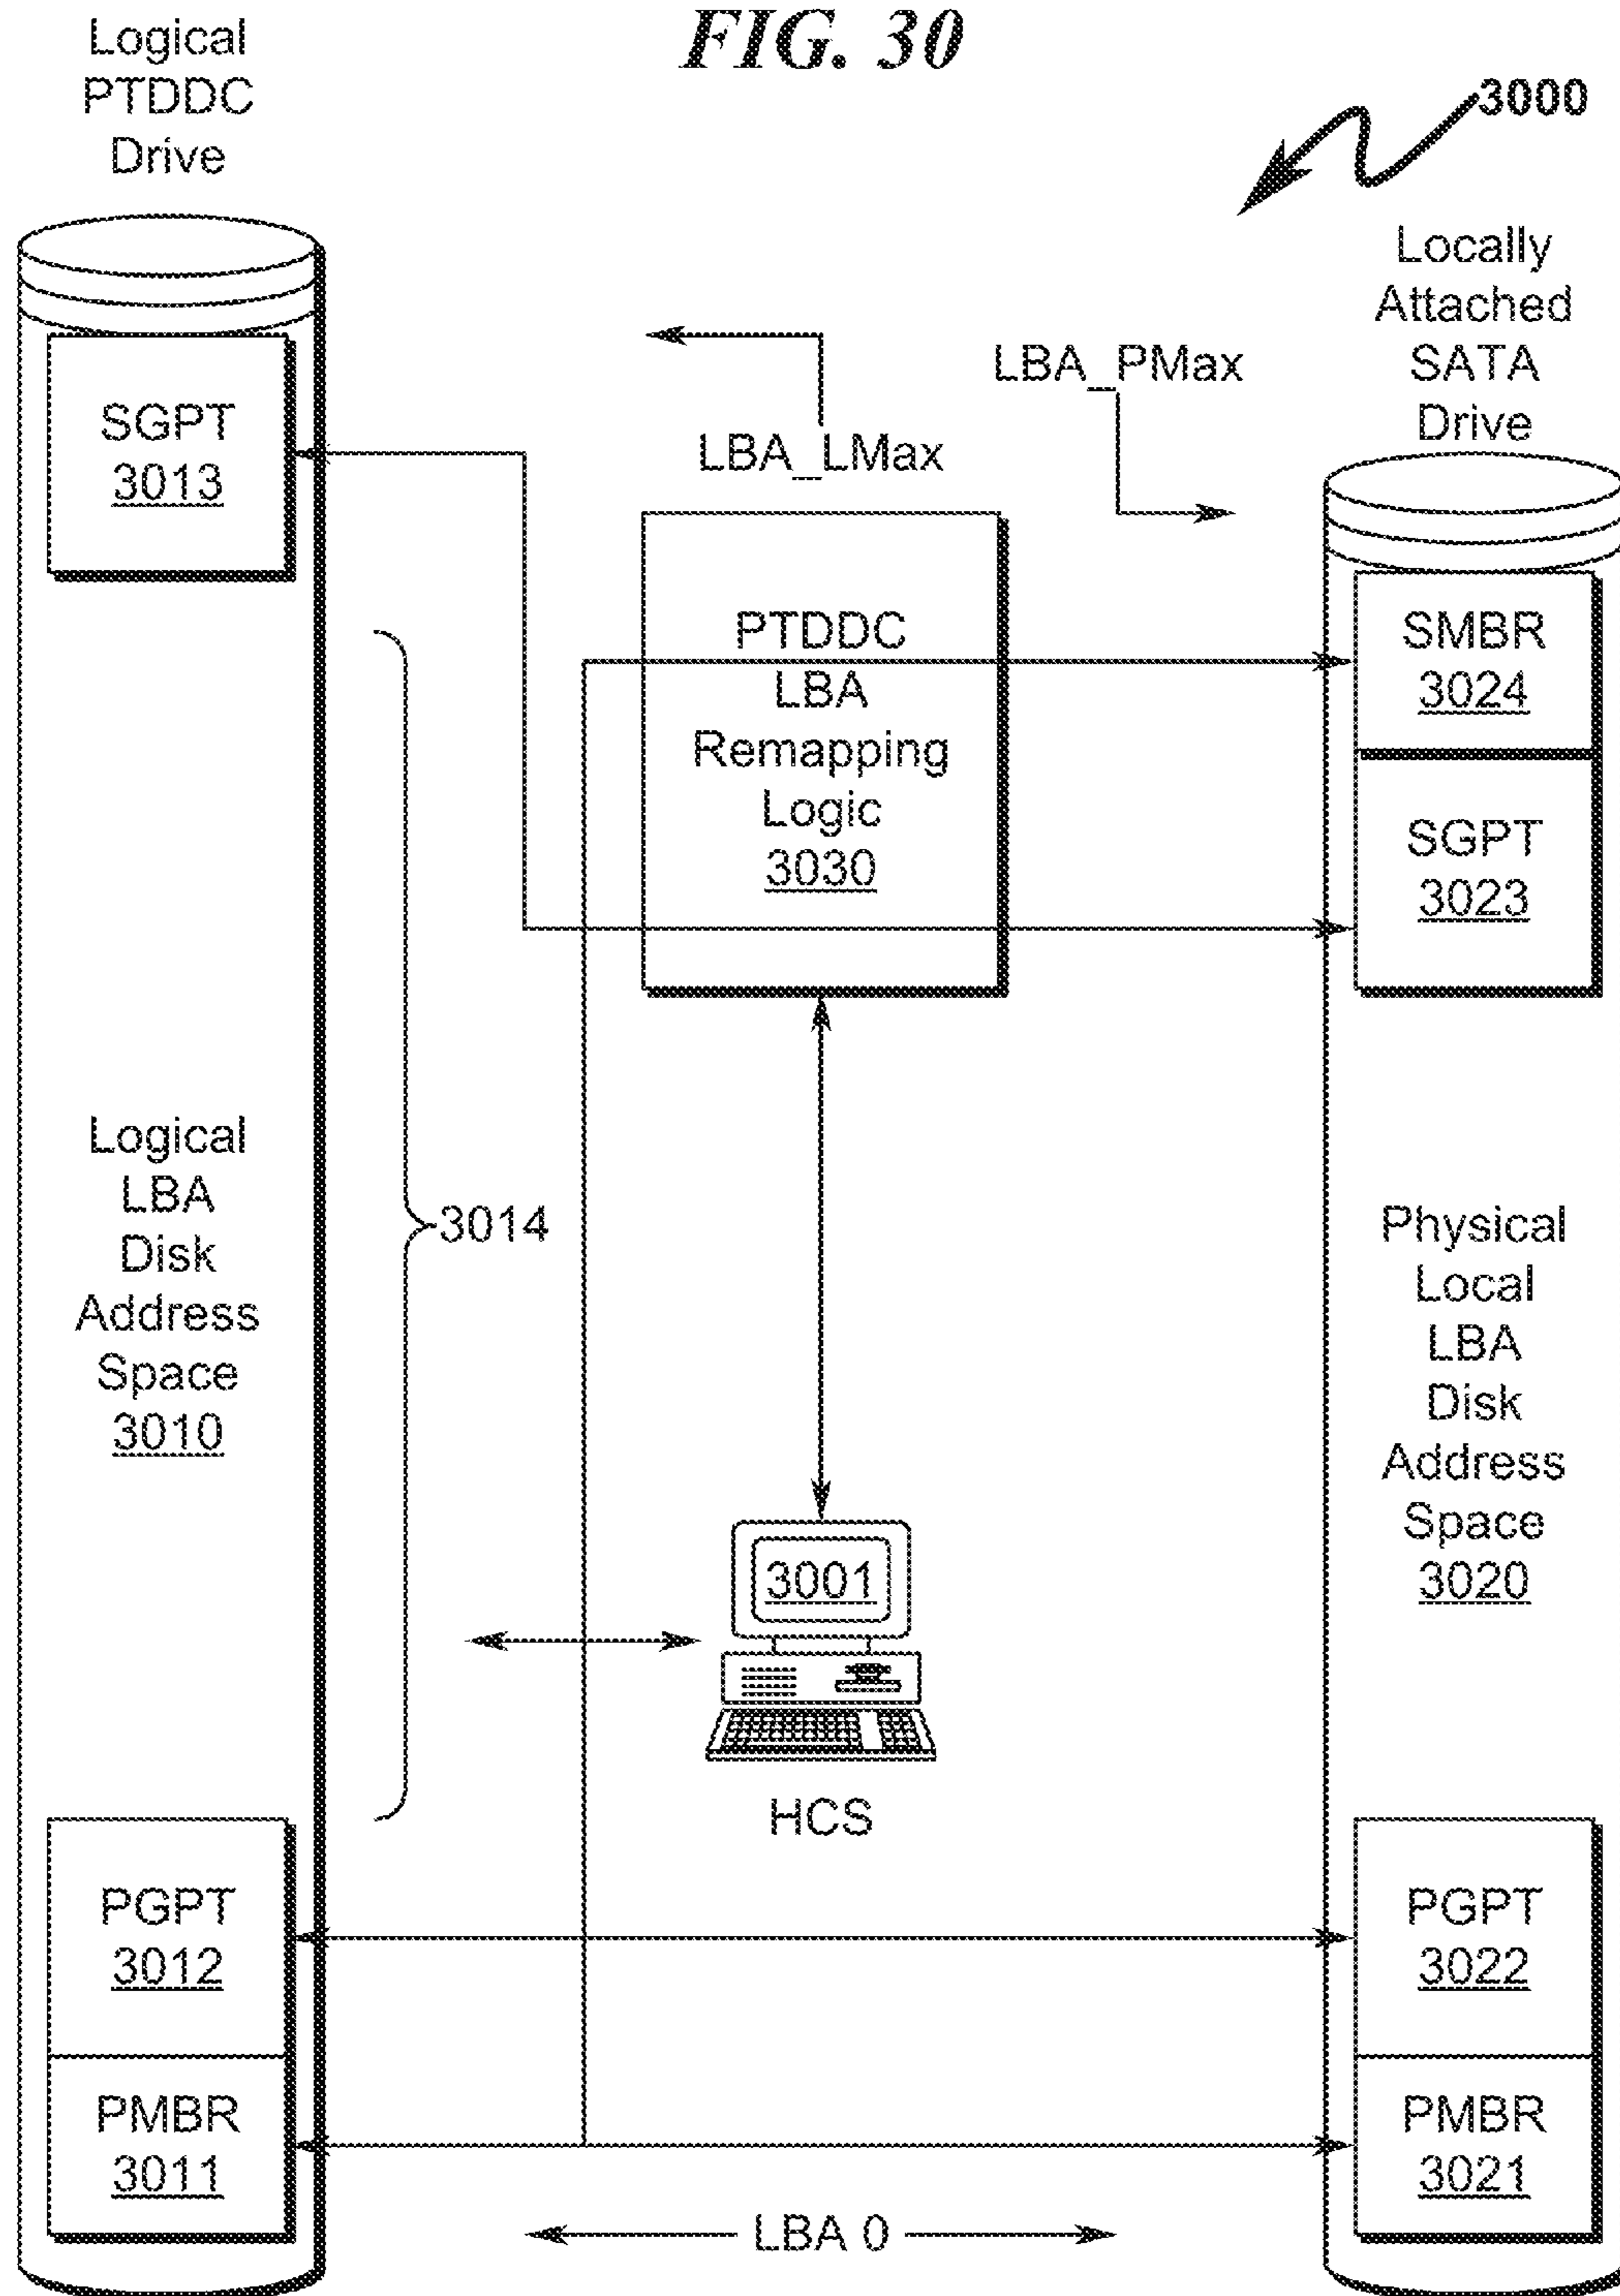 FIG. 30
Logical
PTDDC
Drive
3000
Locally
Attached
SATA
Drive
LBA_PMax
LBA_LMax
SGPT
3013
PTDDC
LBA
Remapping
Logic
3030
SMBR
3024
SGPT
3023
Logical
LBA
Disk
Address
Space
3010
3014
Physical
Local
LBA
Disk
Address
Space
3020
3001
HCS
PGPT
3012
PGPT
3022
PMBR
3011
PMBR
3021
LBA 0